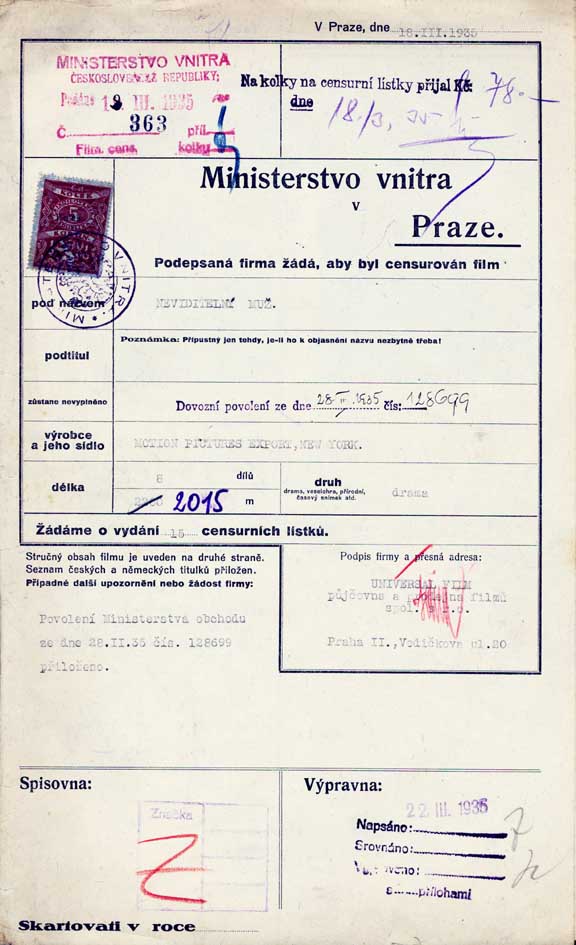 V Praze, dne 18.III.1935
MINISTERSTVO VNITRA
ČESKOSLOVENSKÉ REPUBLIKY;
III. 1935
Č. 363 příl.
Film. cens. kolky
Na kolky na censurní lístky přijal Kč 78.—
dne 18./3. 35
Ministerstvo vnitra
v
Praze.
KOLEK
5
Podepsaná firma žádá, aby byl censurován film
pod názvem
NEVIDITELNÝ MUŽ.
podtitul
Poznámka: Přípustný jen tehdy, je-li ho k objasnění názvu nezbytně třeba!
zůstane nevyplněno
Dovozní povolení ze dne 28.II.1935 čís: 128699
výrobce
a jeho sídlo
MOTION PICTURES EXPORT,NEW YORK.
délka
8 dílů
2015 m
druh
drama, veselohra, přírodní,
časový snímek atd.
drama
Žádáme o vydání 15 censurních lístků.
Stručný obsah filmu je uveden na druhé straně.
Seznam českých a německých titulků přiložen.
Případné další upozornění nebo žádost firmy:
Povolení Ministerstva obchodu
ze dne 28.II.35 čís. 128699
přiloženo.
Podpis firmy a přesná adresa:
UNIVERSAL FILM
půjčovna a prodejna filmů
spol. s r.o.
Praha II.,Vodičkova ul.20
Spisovna:
Značka
Výpravna:
22 III. 1935
Napsáno:
Srovnáno:
přílohami
Skartovati v roce